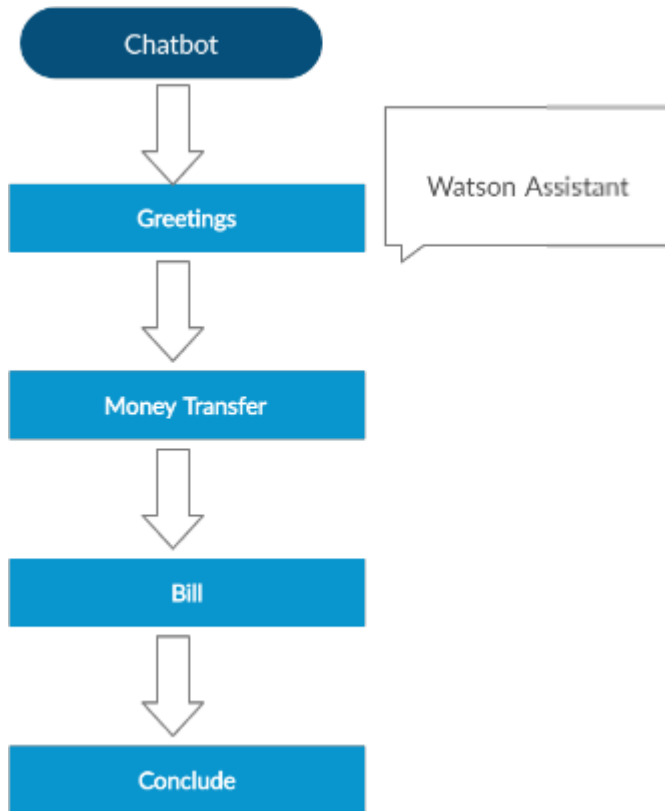 Chatbot
Watson Assistant
Greetings
Money Transfer
Bill
Conclude